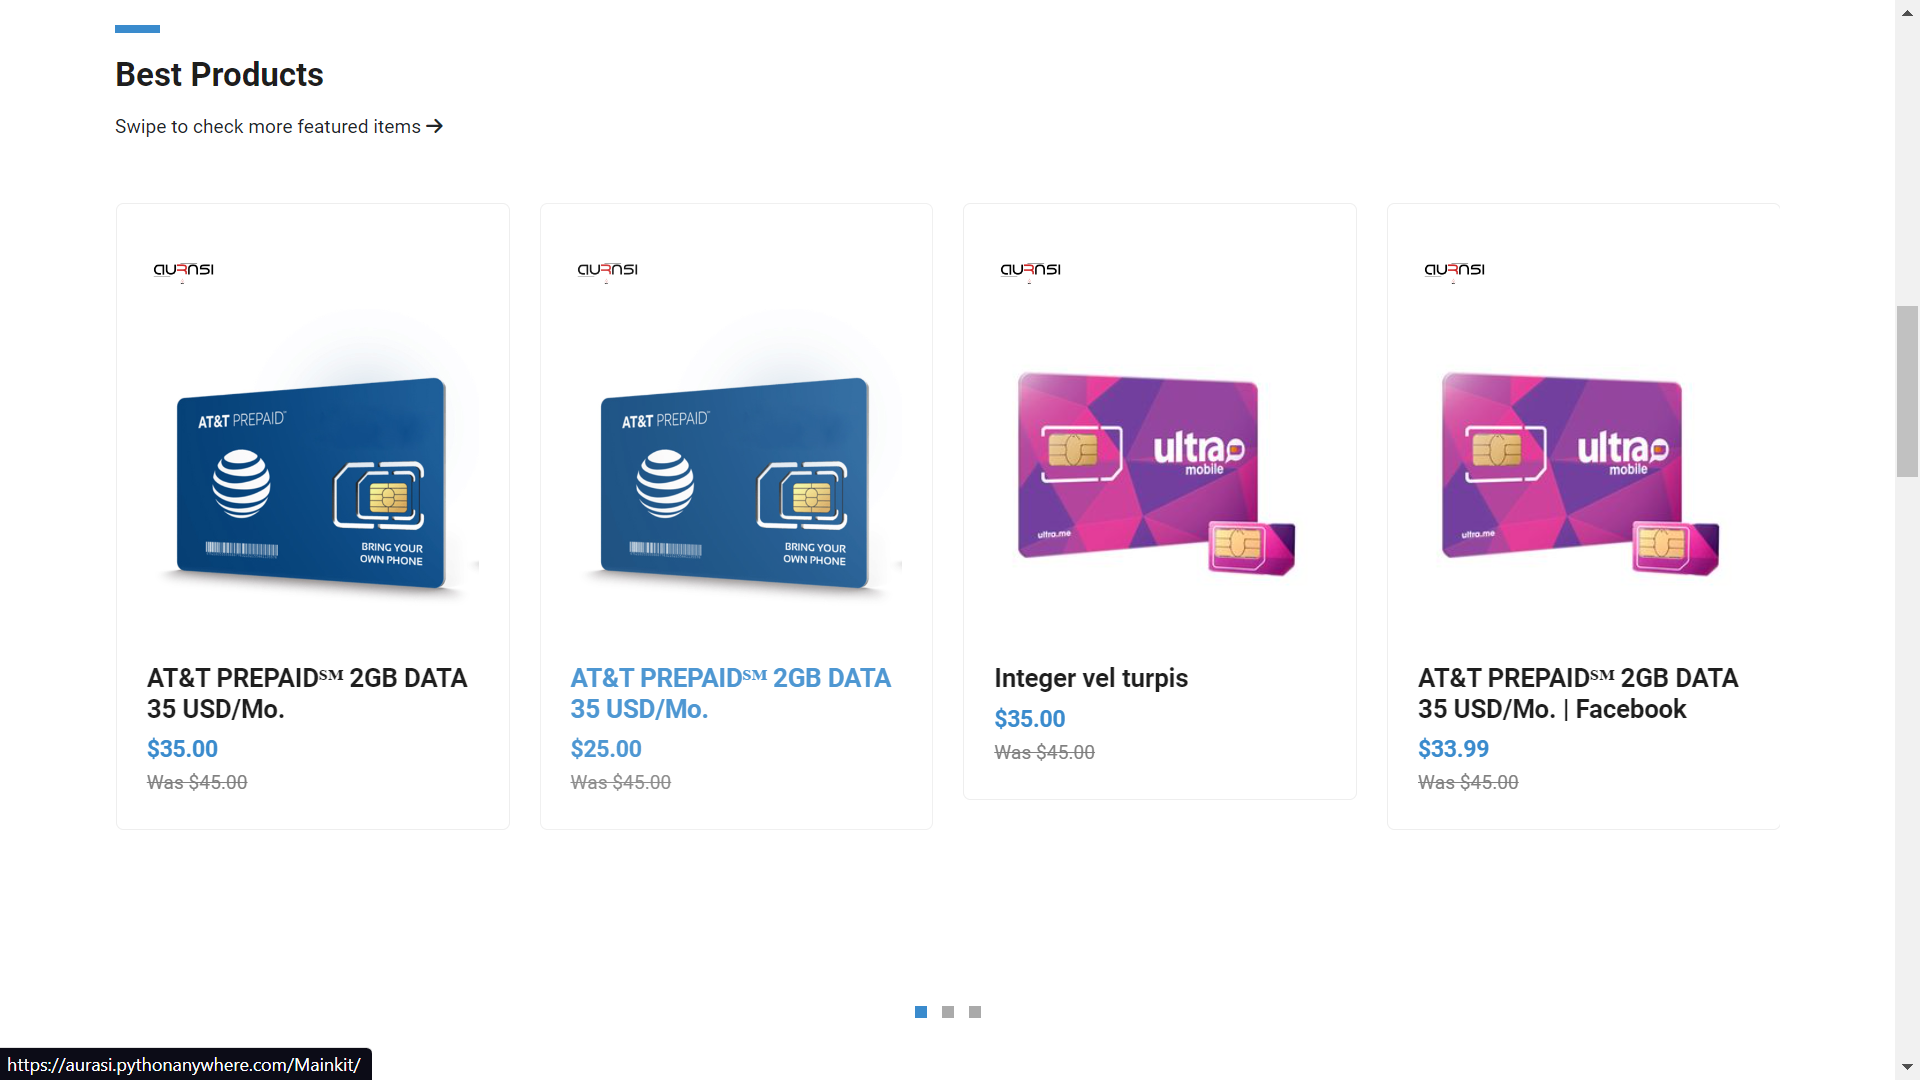 Best Products
Swipe to check more featured items →
AURASI
AT&T PREPAID™
BRING YOUR
OWN PHONE
AT&T PREPAID℠ 2GB DATA
35 USD/Mo.
$35.00
Was $45.00
AURASI
AT&T PREPAID™
BRING YOUR
OWN PHONE
AT&T PREPAID℠ 2GB DATA
35 USD/Mo.
$25.00
Was $45.00
AURASI
ultra
mobile
ultra.me
Integer vel turpis
$35.00
Was $45.00
AURASI
ultra
mobile
ultra.me
AT&T PREPAID℠ 2GB DATA
35 USD/Mo. | Facebook
$33.99
Was $45.00
https://aurasi.pythonanywhere.com/Mainkit/